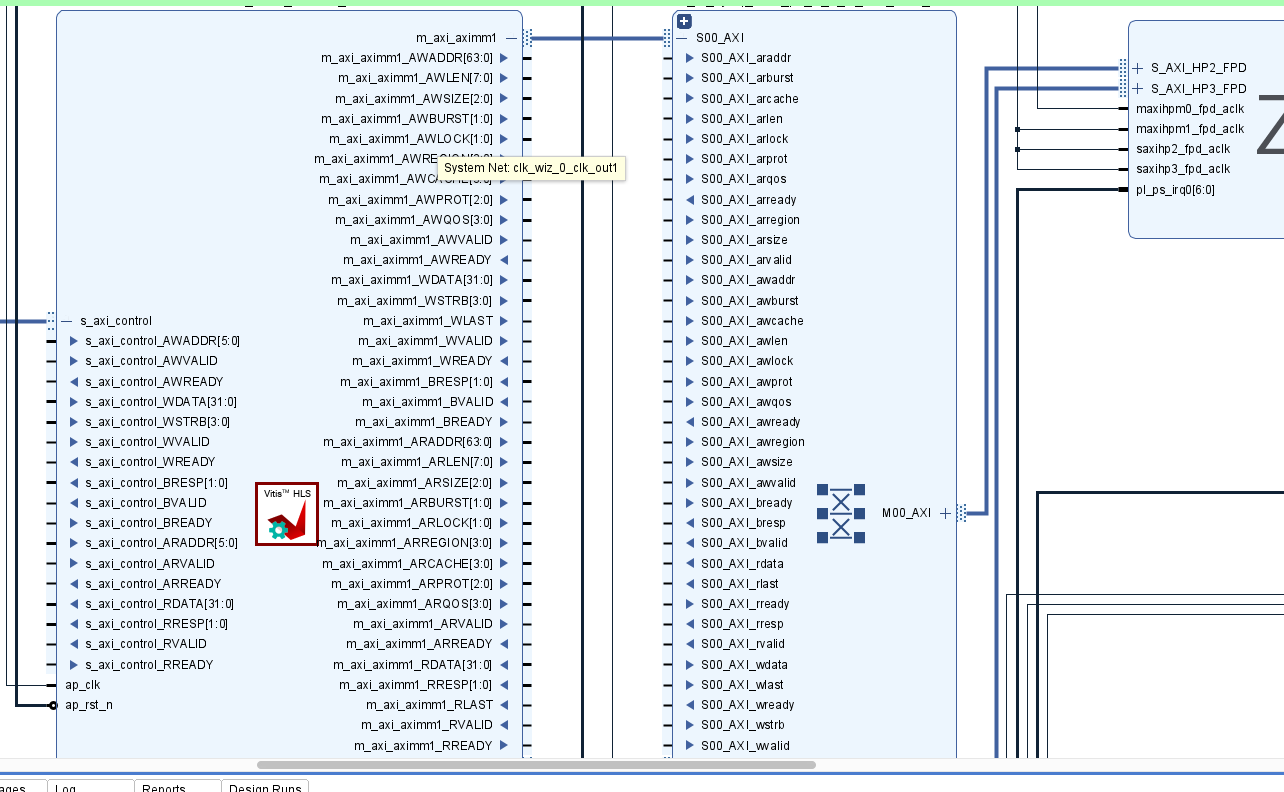 m_axi_aximm1
m_axi_aximm1_AWADDR[63:0]
m_axi_aximm1_AWLEN[7:0]
m_axi_aximm1_AWSIZE[2:0]
m_axi_aximm1_AWBURST[1:0]
m_axi_aximm1_AWLOCK[1:0]
System Net: clk_wiz_0_clk_out1
m_axi_aximm1_AWPROT[2:0]
m_axi_aximm1_AWQOS[3:0]
m_axi_aximm1_AWVALID
m_axi_aximm1_AWREADY
m_axi_aximm1_WDATA[31:0]
m_axi_aximm1_WSTRB[3:0]
m_axi_aximm1_WLAST
m_axi_aximm1_WVALID
m_axi_aximm1_WREADY
m_axi_aximm1_BRESP[1:0]
m_axi_aximm1_BVALID
m_axi_aximm1_BREADY
m_axi_aximm1_ARADDR[63:0]
m_axi_aximm1_ARLEN[7:0]
m_axi_aximm1_ARSIZE[2:0]
m_axi_aximm1_ARBURST[1:0]
m_axi_aximm1_ARLOCK[1:0]
m_axi_aximm1_ARREGION[3:0]
m_axi_aximm1_ARCACHE[3:0]
m_axi_aximm1_ARPROT[2:0]
m_axi_aximm1_ARQOS[3:0]
m_axi_aximm1_ARVALID
m_axi_aximm1_ARREADY
m_axi_aximm1_RDATA[31:0]
m_axi_aximm1_RRESP[1:0]
m_axi_aximm1_RLAST
m_axi_aximm1_RVALID
m_axi_aximm1_RREADY
s_axi_control
s_axi_control_AWADDR[5:0]
s_axi_control_AWVALID
s_axi_control_AWREADY
s_axi_control_WDATA[31:0]
s_axi_control_WSTRB[3:0]
s_axi_control_WVALID
s_axi_control_WREADY
s_axi_control_BRESP[1:0]
s_axi_control_BVALID
s_axi_control_BREADY
s_axi_control_ARADDR[5:0]
s_axi_control_ARVALID
s_axi_control_ARREADY
s_axi_control_RDATA[31:0]
s_axi_control_RRESP[1:0]
s_axi_control_RVALID
s_axi_control_RREADY
ap_clk
ap_rst_n
Vitis™ HLS
S00_AXI
S00_AXI_araddr
S00_AXI_arburst
S00_AXI_arcache
S00_AXI_arlen
S00_AXI_arlock
S00_AXI_arprot
S00_AXI_arqos
S00_AXI_arready
S00_AXI_arregion
S00_AXI_arsize
S00_AXI_arvalid
S00_AXI_awaddr
S00_AXI_awburst
S00_AXI_awcache
S00_AXI_awlen
S00_AXI_awlock
S00_AXI_awprot
S00_AXI_awqos
S00_AXI_awready
S00_AXI_awregion
S00_AXI_awsize
S00_AXI_awvalid
S00_AXI_bready
S00_AXI_bresp
S00_AXI_bvalid
S00_AXI_rdata
S00_AXI_rlast
S00_AXI_rready
S00_AXI_rresp
S00_AXI_rvalid
S00_AXI_wdata
S00_AXI_wlast
S00_AXI_wready
S00_AXI_wstrb
S00_AXI_wvalid
M00_AXI
S_AXI_HP2_FPD
S_AXI_HP3_FPD
maxihpm0_fpd_aclk
maxihpm1_fpd_aclk
saxihp2_fpd_aclk
saxihp3_fpd_aclk
pl_ps_irq0[6:0]
Z
Log
Reports
Design Runs